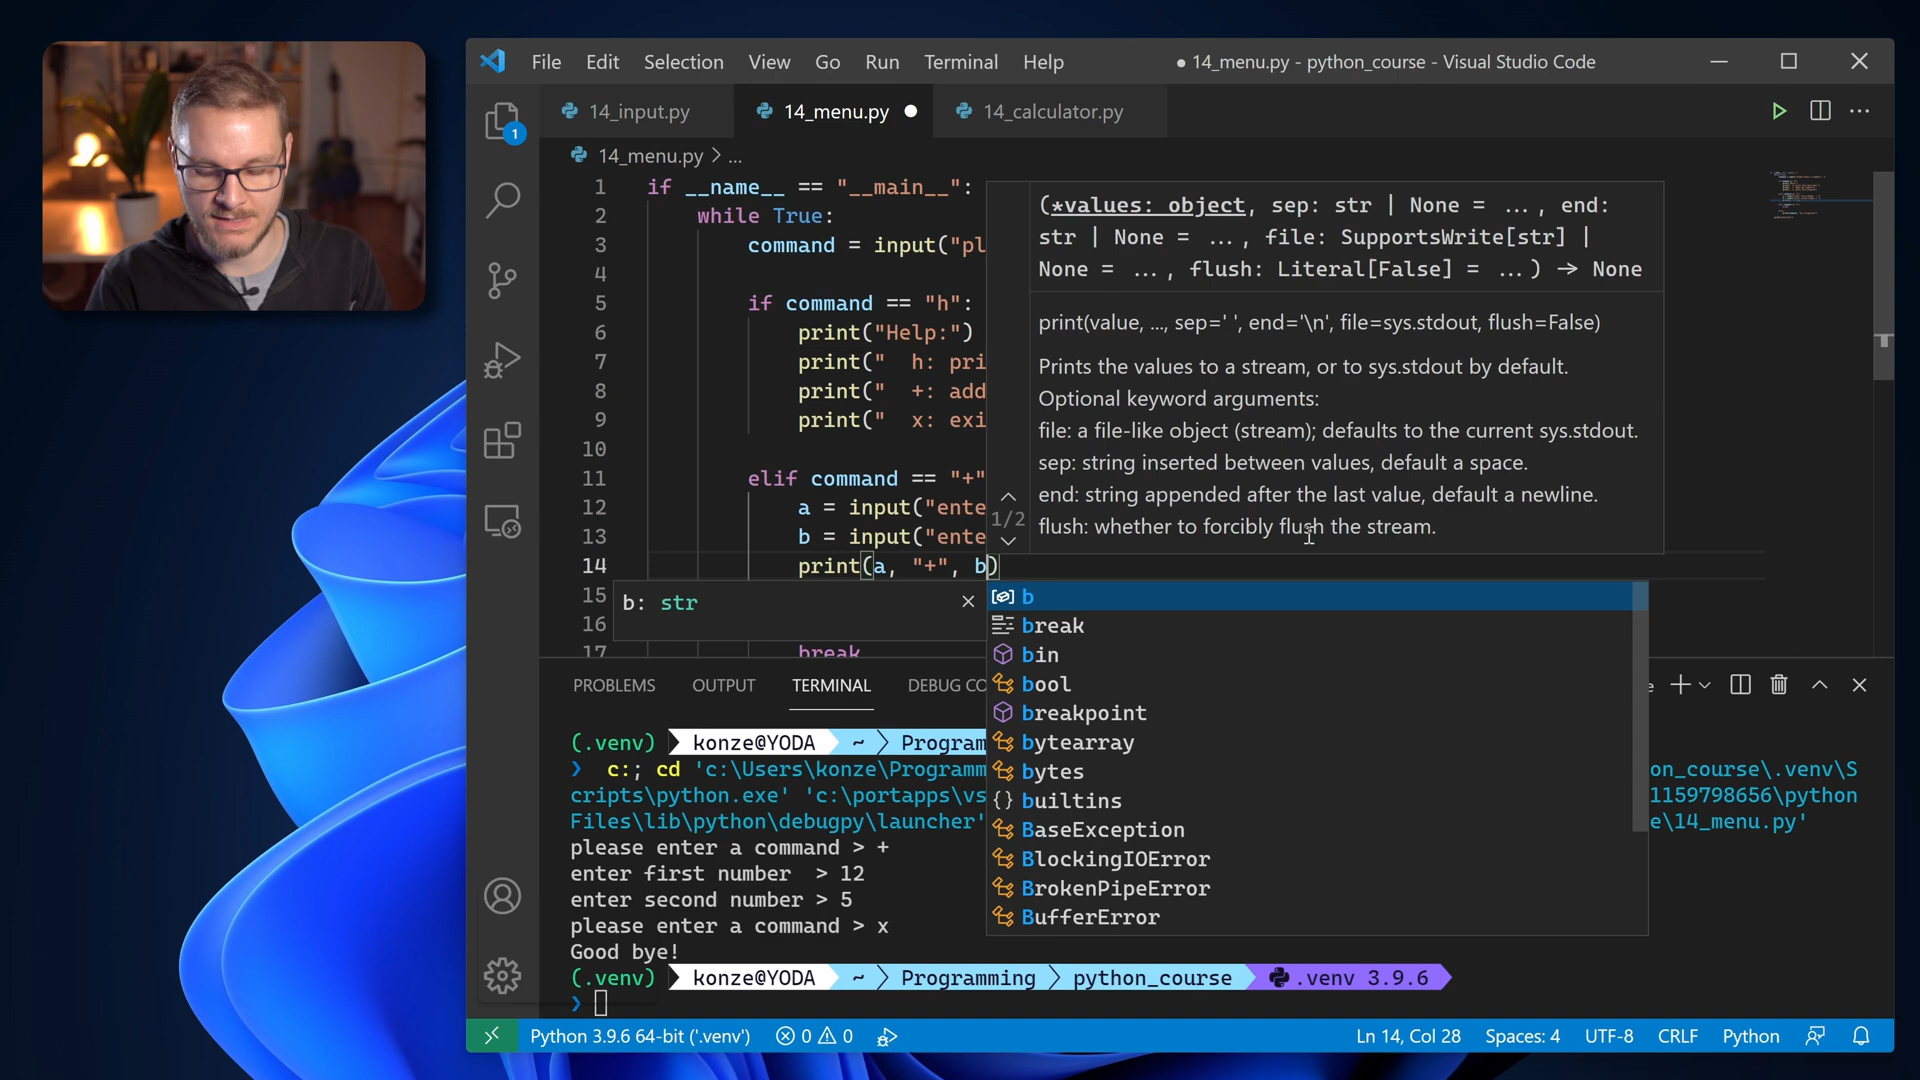 File Edit Selection View Go Run Terminal Help
● 14_menu.py - python_course - Visual Studio Code
14_input.py 14_menu.py 14_calculator.py
1
14_menu.py > ...
1 if __name__ == "__main__":
2 while True:
3 command = input("pl
4
5 if command == "h":
6 print("Help:")
7 print("  h: pri
8 print("  +: add
9 print("  x: exi
10
11 elif command == "+"
12 a = input("ente
13 b = input("ente
14 print(a, "+", b)
15
16
17 break
(*values: object, sep: str | None = ..., end:
str | None = ..., file: SupportsWrite[str] |
None = ..., flush: Literal[False] = ...) → None
print(value, ..., sep=' ', end='\n', file=sys.stdout, flush=False)
Prints the values to a stream, or to sys.stdout by default.
Optional keyword arguments:
file: a file-like object (stream); defaults to the current sys.stdout.
sep: string inserted between values, default a space.
end: string appended after the last value, default a newline.
flush: whether to forcibly flush the stream.
1/2
b: str
b
break
bin
bool
breakpoint
bytearray
bytes
builtins
BaseException
BlockingIOError
BrokenPipeError
BufferError
PROBLEMS OUTPUT TERMINAL DEBUG CO
(.venv) konze@YODA ~ Programm
❯ c:; cd 'c:\Users\konze\Programm on_course\.venv\S
cripts\python.exe' 'c:\portapps\vs 1159798656\python
Files\lib\python\debugpy\launcher' e\14_menu.py'
please enter a command > +
enter first number  > 12
enter second number > 5
please enter a command > x
Good bye!
(.venv) konze@YODA ~ Programming python_course .venv 3.9.6
❯
Python 3.9.6 64-bit ('.venv') 0 0 Ln 14, Col 28 Spaces: 4 UTF-8 CRLF Python